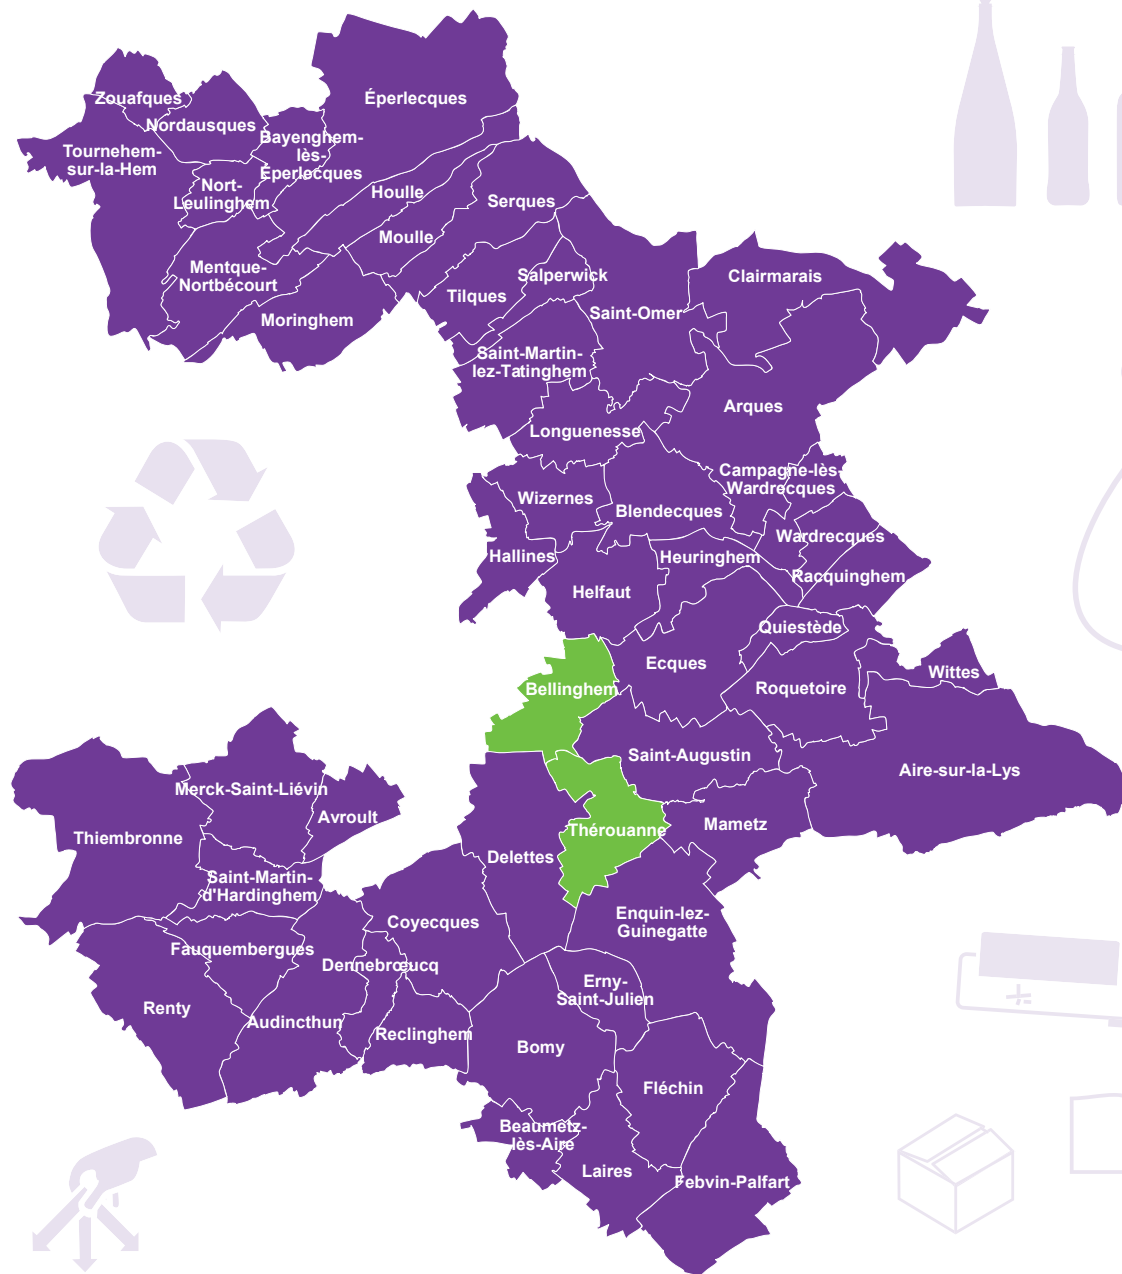 Éperlecques
Zouafques
Nordausques
Bayenghem-
lès-
Éperlocques
Tournehem-
sur-la-Hem
Nort-
Leulinghem
Houlle
Serques
Moulle
Mentque-
Nortbécourt
Salperwick
Clairmarais
Tilques
Saint-Omer
Moringhem
Saint-Martin-
lez-Tatinghem
Arques
Longuenesse
Campagne-lès-
Wardrecques
Wizernes
Blendecques
Wardrecques
Hallines
Heuringhem
Racquinghem
Helfaut
Quiestède
Ecques
Wittes
Bellinghem
Roquetoire
Saint-Augustin
Aire-sur-la-Lys
Merck-Saint-Liévin
Avroult
Thiembronne
Thérouanne
Mametz
Delettes
Saint-Martin-
d'Hardinghem
Enquin-lez-
Guinegatte
Coyecques
Fauquembergues
Dennebrœucq
Erny-
Saint-Julien
Renty
Audincthun
Reclinghem
Bomy
Fléchin
Beaumetz-
lès-Aire
Laires
Febvin-Palfart